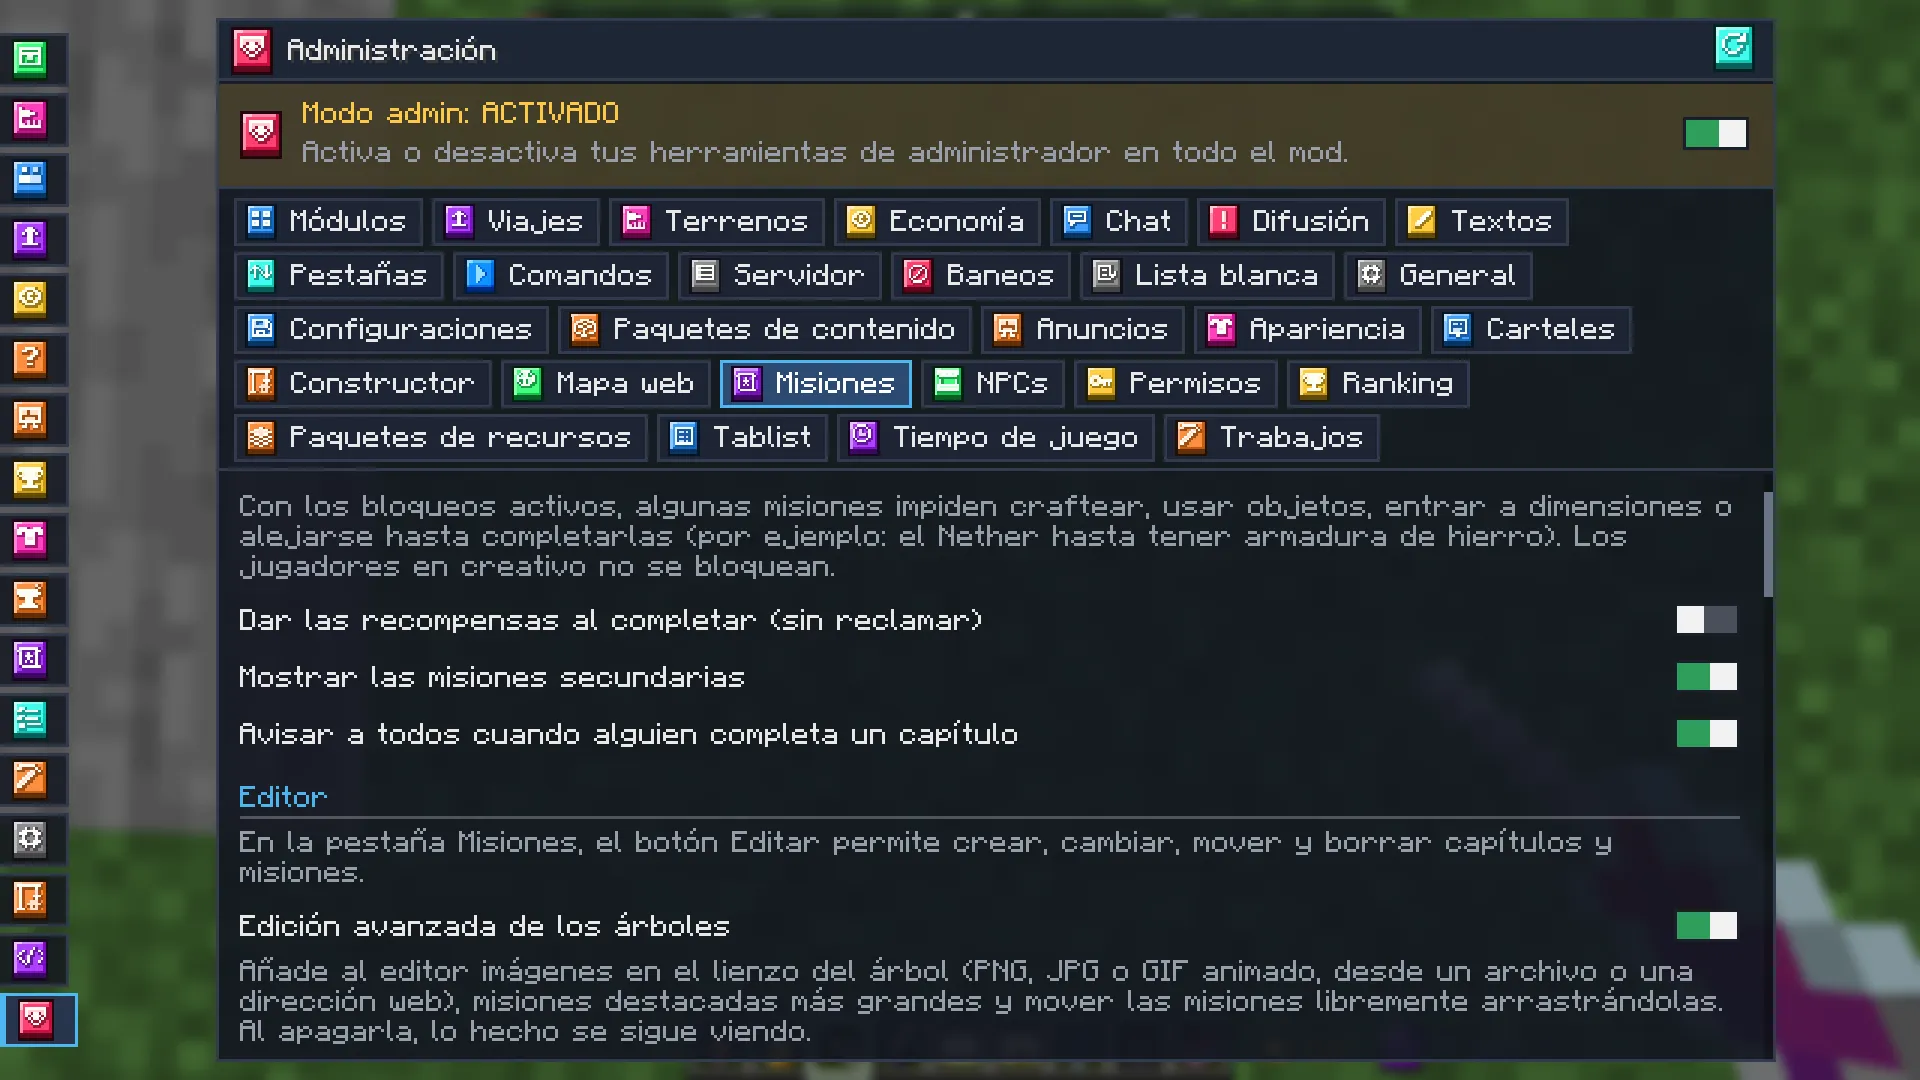 Administración
Modo admin: ACTIVADO
Activa o desactiva tus herramientas de administrador en todo el mod.
Módulos Viajes Terrenos Economía Chat Difusión Textos
Pestañas Comandos Servidor Baneos Lista blanca General
Configuraciones Paquetes de contenido Anuncios Apariencia Carteles
Constructor Mapa web Misiones NPCs Permisos Ranking
Paquetes de recursos Tablist Tiempo de juego Trabajos
Con los bloqueos activos, algunas misiones impiden craftear, usar objetos, entrar a dimensiones o
alejarse hasta completarlas (por ejemplo: el Nether hasta tener armadura de hierro). Los
jugadores en creativo no se bloquean.
Dar las recompensas al completar (sin reclamar)
Mostrar las misiones secundarias
Avisar a todos cuando alguien completa un capítulo
Editor
En la pestaña Misiones, el botón Editar permite crear, cambiar, mover y borrar capítulos y
misiones.
Edición avanzada de los árboles
Añade al editor imágenes en el lienzo del árbol (PNG, JPG o GIF animado, desde un archivo o una
dirección web), misiones destacadas más grandes y mover las misiones libremente arrastrándolas.
Al apagarla, lo hecho se sigue viendo.